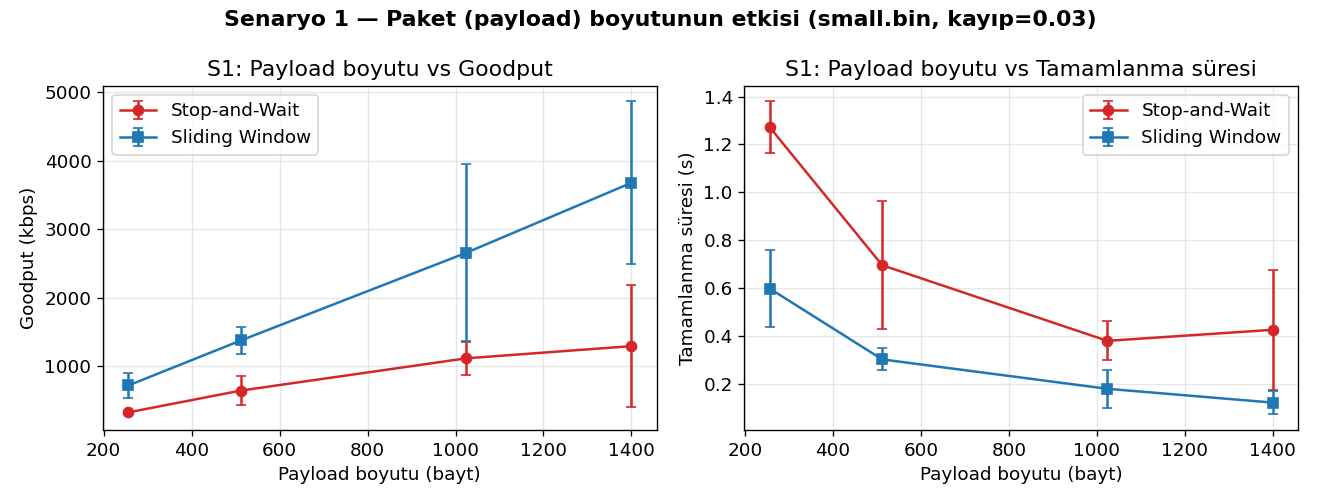 Senaryo 1 — Paket (payload) boyutunun etkisi (small.bin, kayıp=0.03)
S1: Payload boyutu vs Goodput
Stop-and-Wait
Sliding Window
Goodput (kbps)
5000
4000
3000
2000
1000
200 400 600 800 1000 1200 1400
Payload boyutu (bayt)
S1: Payload boyutu vs Tamamlanma süresi
Stop-and-Wait
Sliding Window
Tamamlanma süresi (s)
1.4
1.2
1.0
0.8
0.6
0.4
0.2
200 400 600 800 1000 1200 1400
Payload boyutu (bayt)